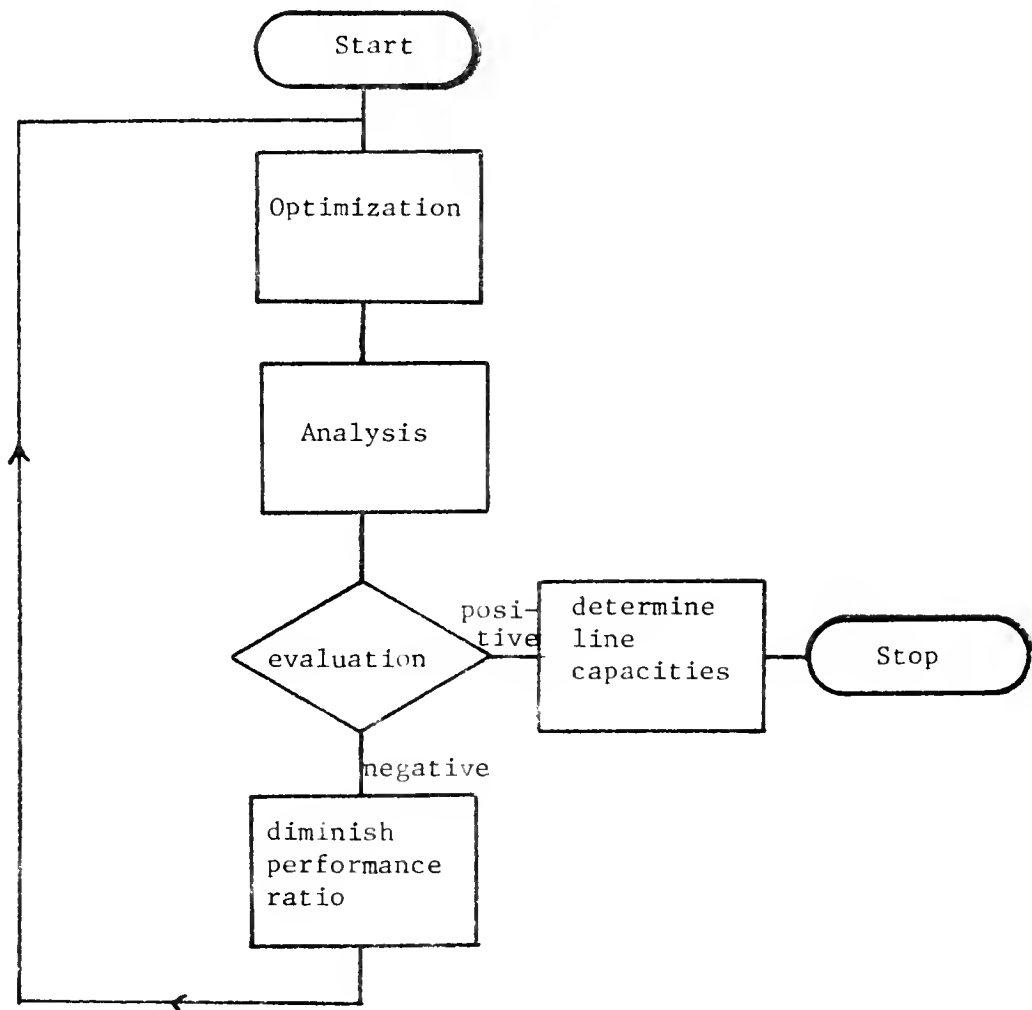 Start
Optimization
Analysis
evaluation
posi-
tive
determine
line
capacities
Stop
negative
diminish
performance
ratio